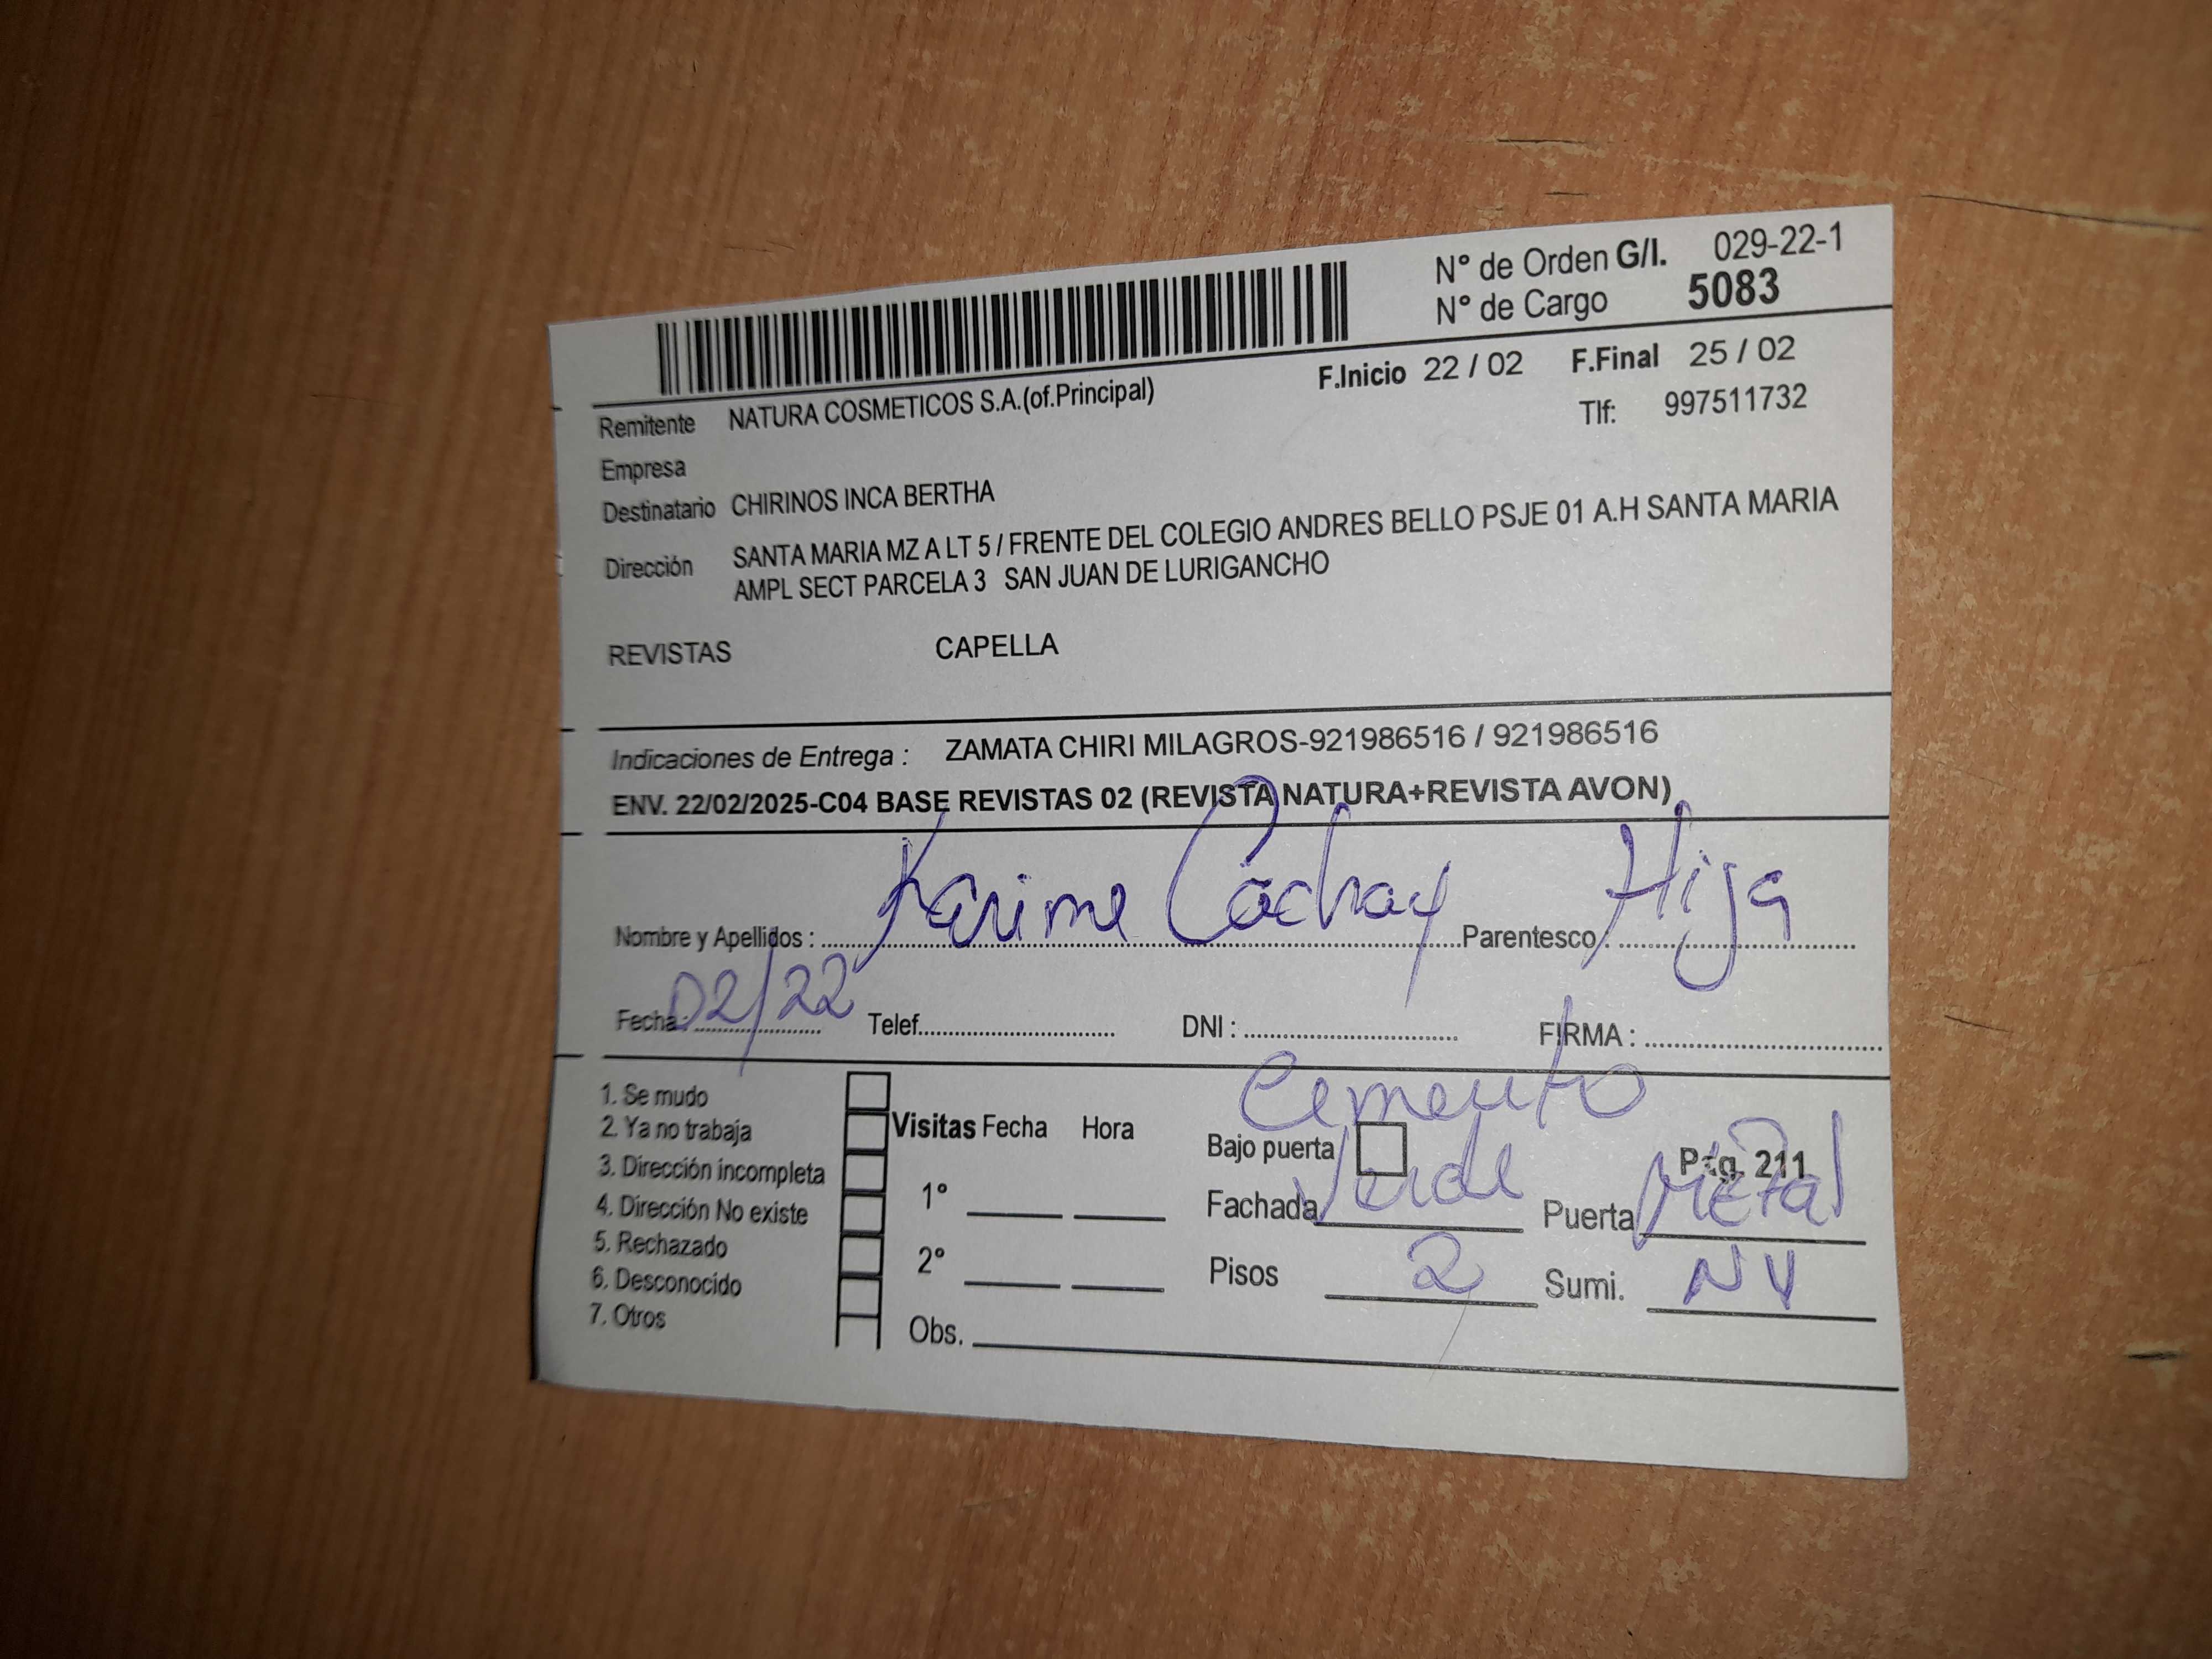 N° de Orden G/I. 029-22-1
N° de Cargo 5083
F.Inicio 22 / 02 F.Final 25 / 02
Remitente NATURA COSMETICOS S.A.(of.Principal) Tlf: 997511732
Empresa
Destinatario CHIRINOS INCA BERTHA
Dirección SANTA MARIA MZ A LT 5 / FRENTE DEL COLEGIO ANDRES BELLO PSJE 01 A.H SANTA MARIA
AMPL SECT PARCELA 3 SAN JUAN DE LURIGANCHO
REVISTAS CAPELLA
Indicaciones de Entrega : ZAMATA CHIRI MILAGROS-921986516 / 921986516
ENV. 22/02/2025-C04 BASE REVISTAS 02 (REVISTA NATURA+REVISTA AVON)
Nombre y Apellidos : Karime Cachay Parentesco : Hija
Fecha : 02/22 Telef. DNI : FIRMA :
Cemento
1. Se mudo
2. Ya no trabaja Visitas Fecha Hora Bajo puerta Pag. 211
3. Dirección incompleta
4. Dirección No existe 1° Fachada Verde Puerta Metal
5. Rechazado
6. Desconocido 2° Pisos 2 Sumi. NV
7. Otros Obs.